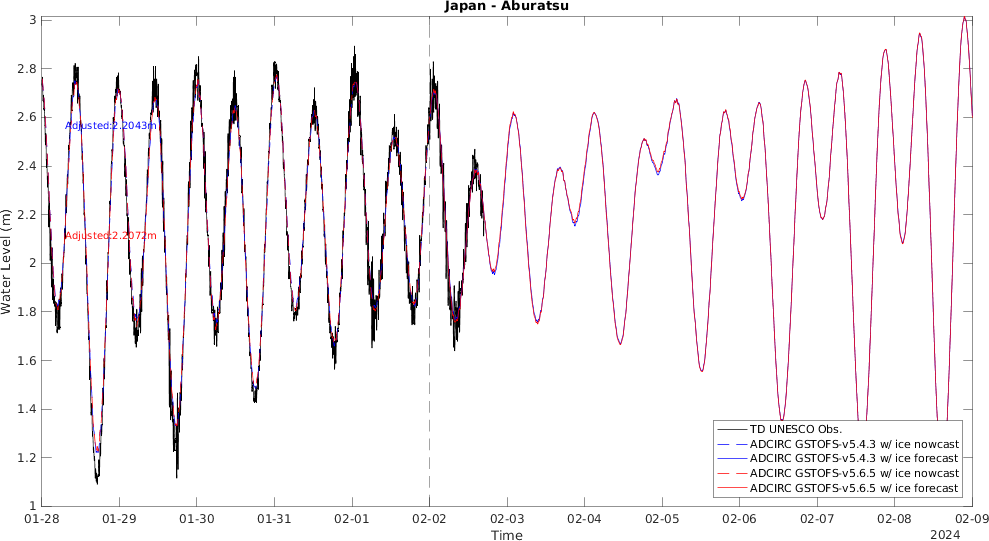 Japan - Aburatsu
3
2.8
2.6
2.4
2.2
2
1.8
1.6
1.4
1.2
1
Water Level (m)
Adjusted:2.2043m
Adjusted:2.2072m
TD UNESCO Obs.
ADCIRC GSTOFS-v5.4.3 w/ ice nowcast
ADCIRC GSTOFS-v5.4.3 w/ ice forecast
ADCIRC GSTOFS-v5.6.5 w/ ice nowcast
ADCIRC GSTOFS-v5.6.5 w/ ice forecast
01-28 01-29 01-30 01-31 02-01 02-02 02-03 02-04 02-05 02-06 02-07 02-08 02-09
Time
2024